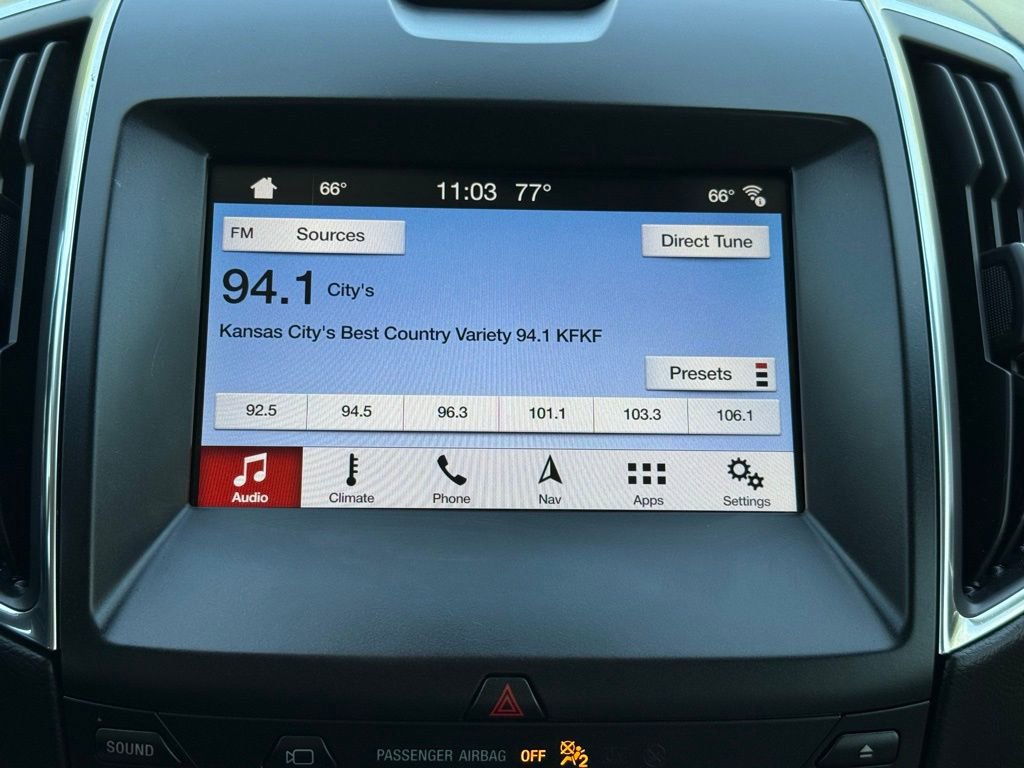 66° 11:03 77° 66°
FM Sources Direct Tune
94.1 City's
Kansas City's Best Country Variety 94.1 KFKF
Presets
92.5 94.5 96.3 101.1 103.3 106.1
Audio Climate Phone Nav Apps Settings
SOUND PASSENGER AIRBAG OFF 2